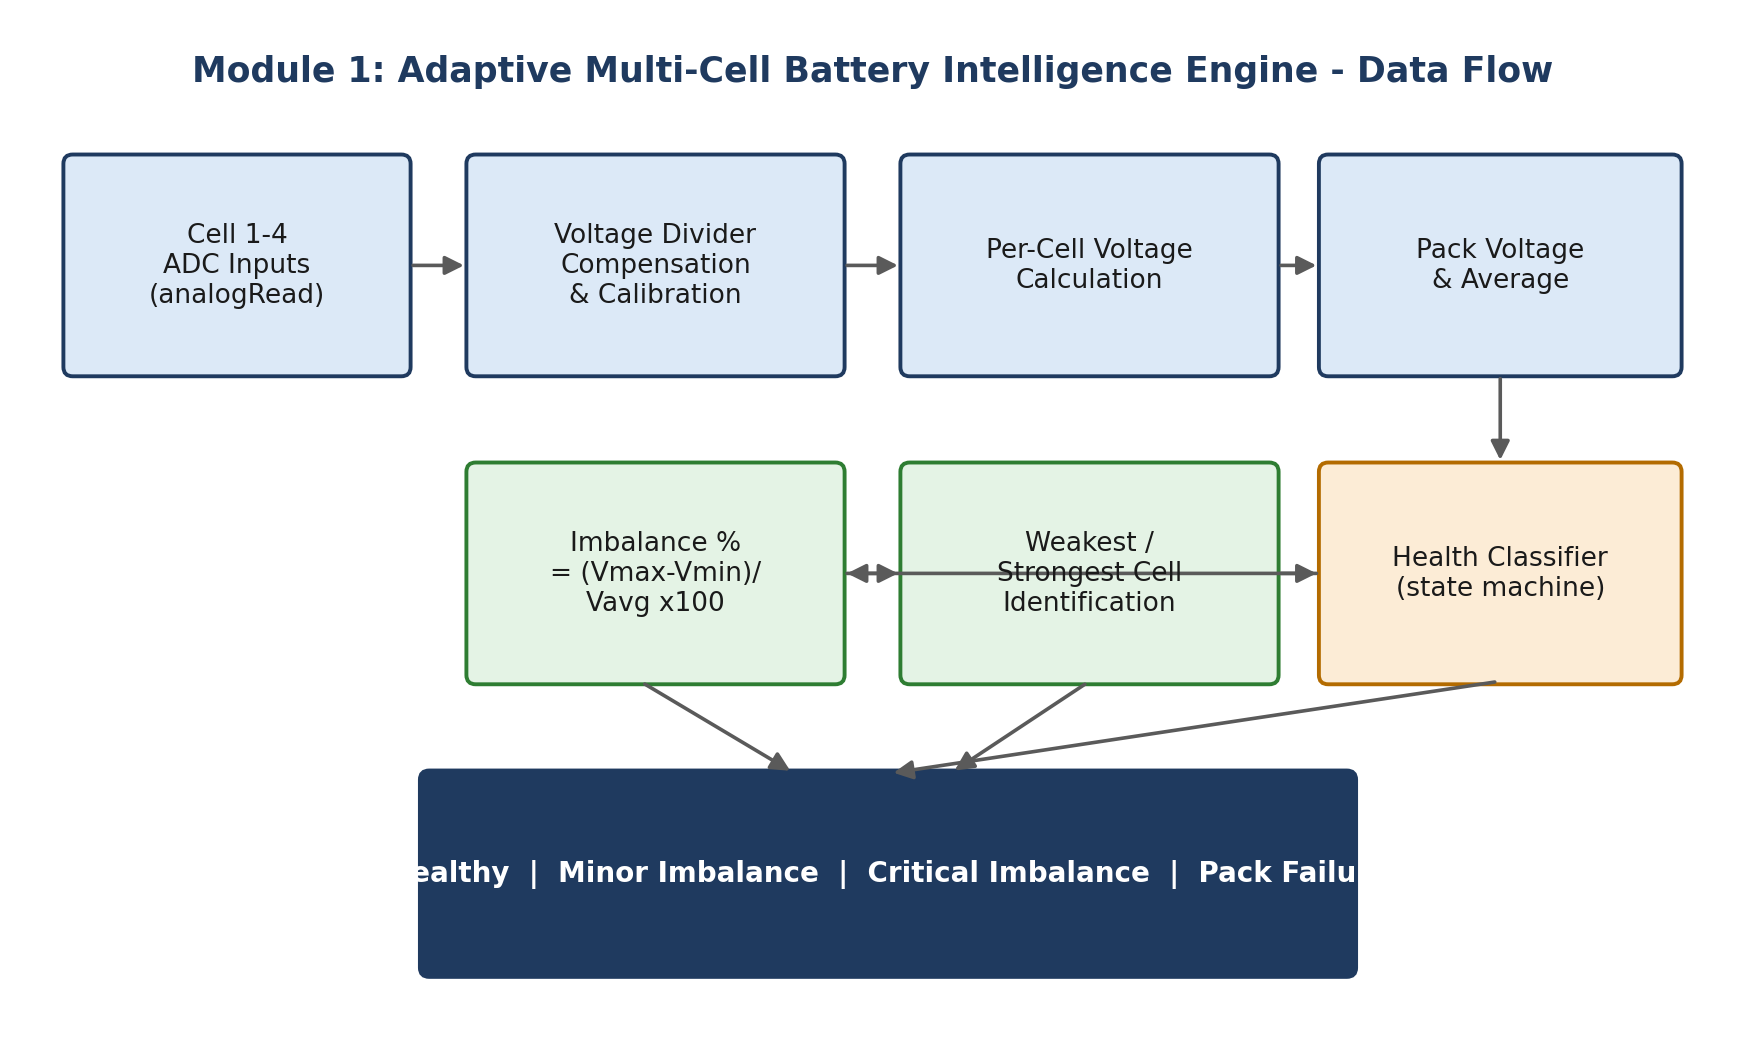 Module 1: Adaptive Multi-Cell Battery Intelligence Engine - Data Flow
Cell 1-4
ADC Inputs
(analogRead)
Voltage Divider
Compensation
& Calibration
Per-Cell Voltage
Calculation
Pack Voltage
& Average
Imbalance %
= (Vmax-Vmin)/
Vavg x100
Weakest /
Strongest Cell
Identification
Health Classifier
(state machine)
ealthy | Minor Imbalance | Critical Imbalance | Pack Failu